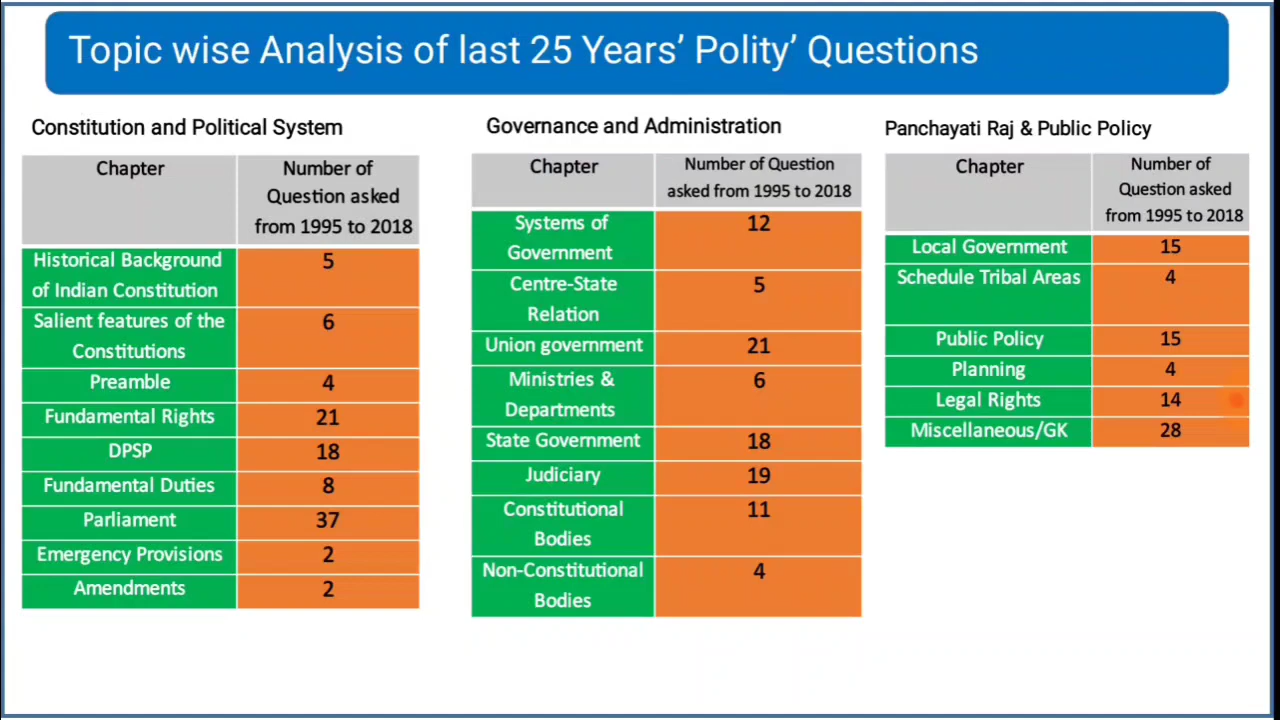 Topic wise Analysis of last 25 Years’ Polity’ Questions
Constitution and Political System
Chapter
Number of
Question asked
from 1995 to 2018
Historical Background
of Indian Constitution
5
Salient features of the
Constitutions
6
Preamble
4
Fundamental Rights
21
DPSP
18
Fundamental Duties
8
Parliament
37
Emergency Provisions
2
Amendments
2
Governance and Administration
Chapter
Number of Question
asked from 1995 to 2018
Systems of
Government
12
Centre-State
Relation
5
Union government
21
Ministries &
Departments
6
State Government
18
Judiciary
19
Constitutional
Bodies
11
Non-Constitutional
Bodies
4
Panchayati Raj & Public Policy
Chapter
Number of
Question asked
from 1995 to 2018
Local Government
15
Schedule Tribal Areas
4
Public Policy
15
Planning
4
Legal Rights
14
Miscellaneous/GK
28